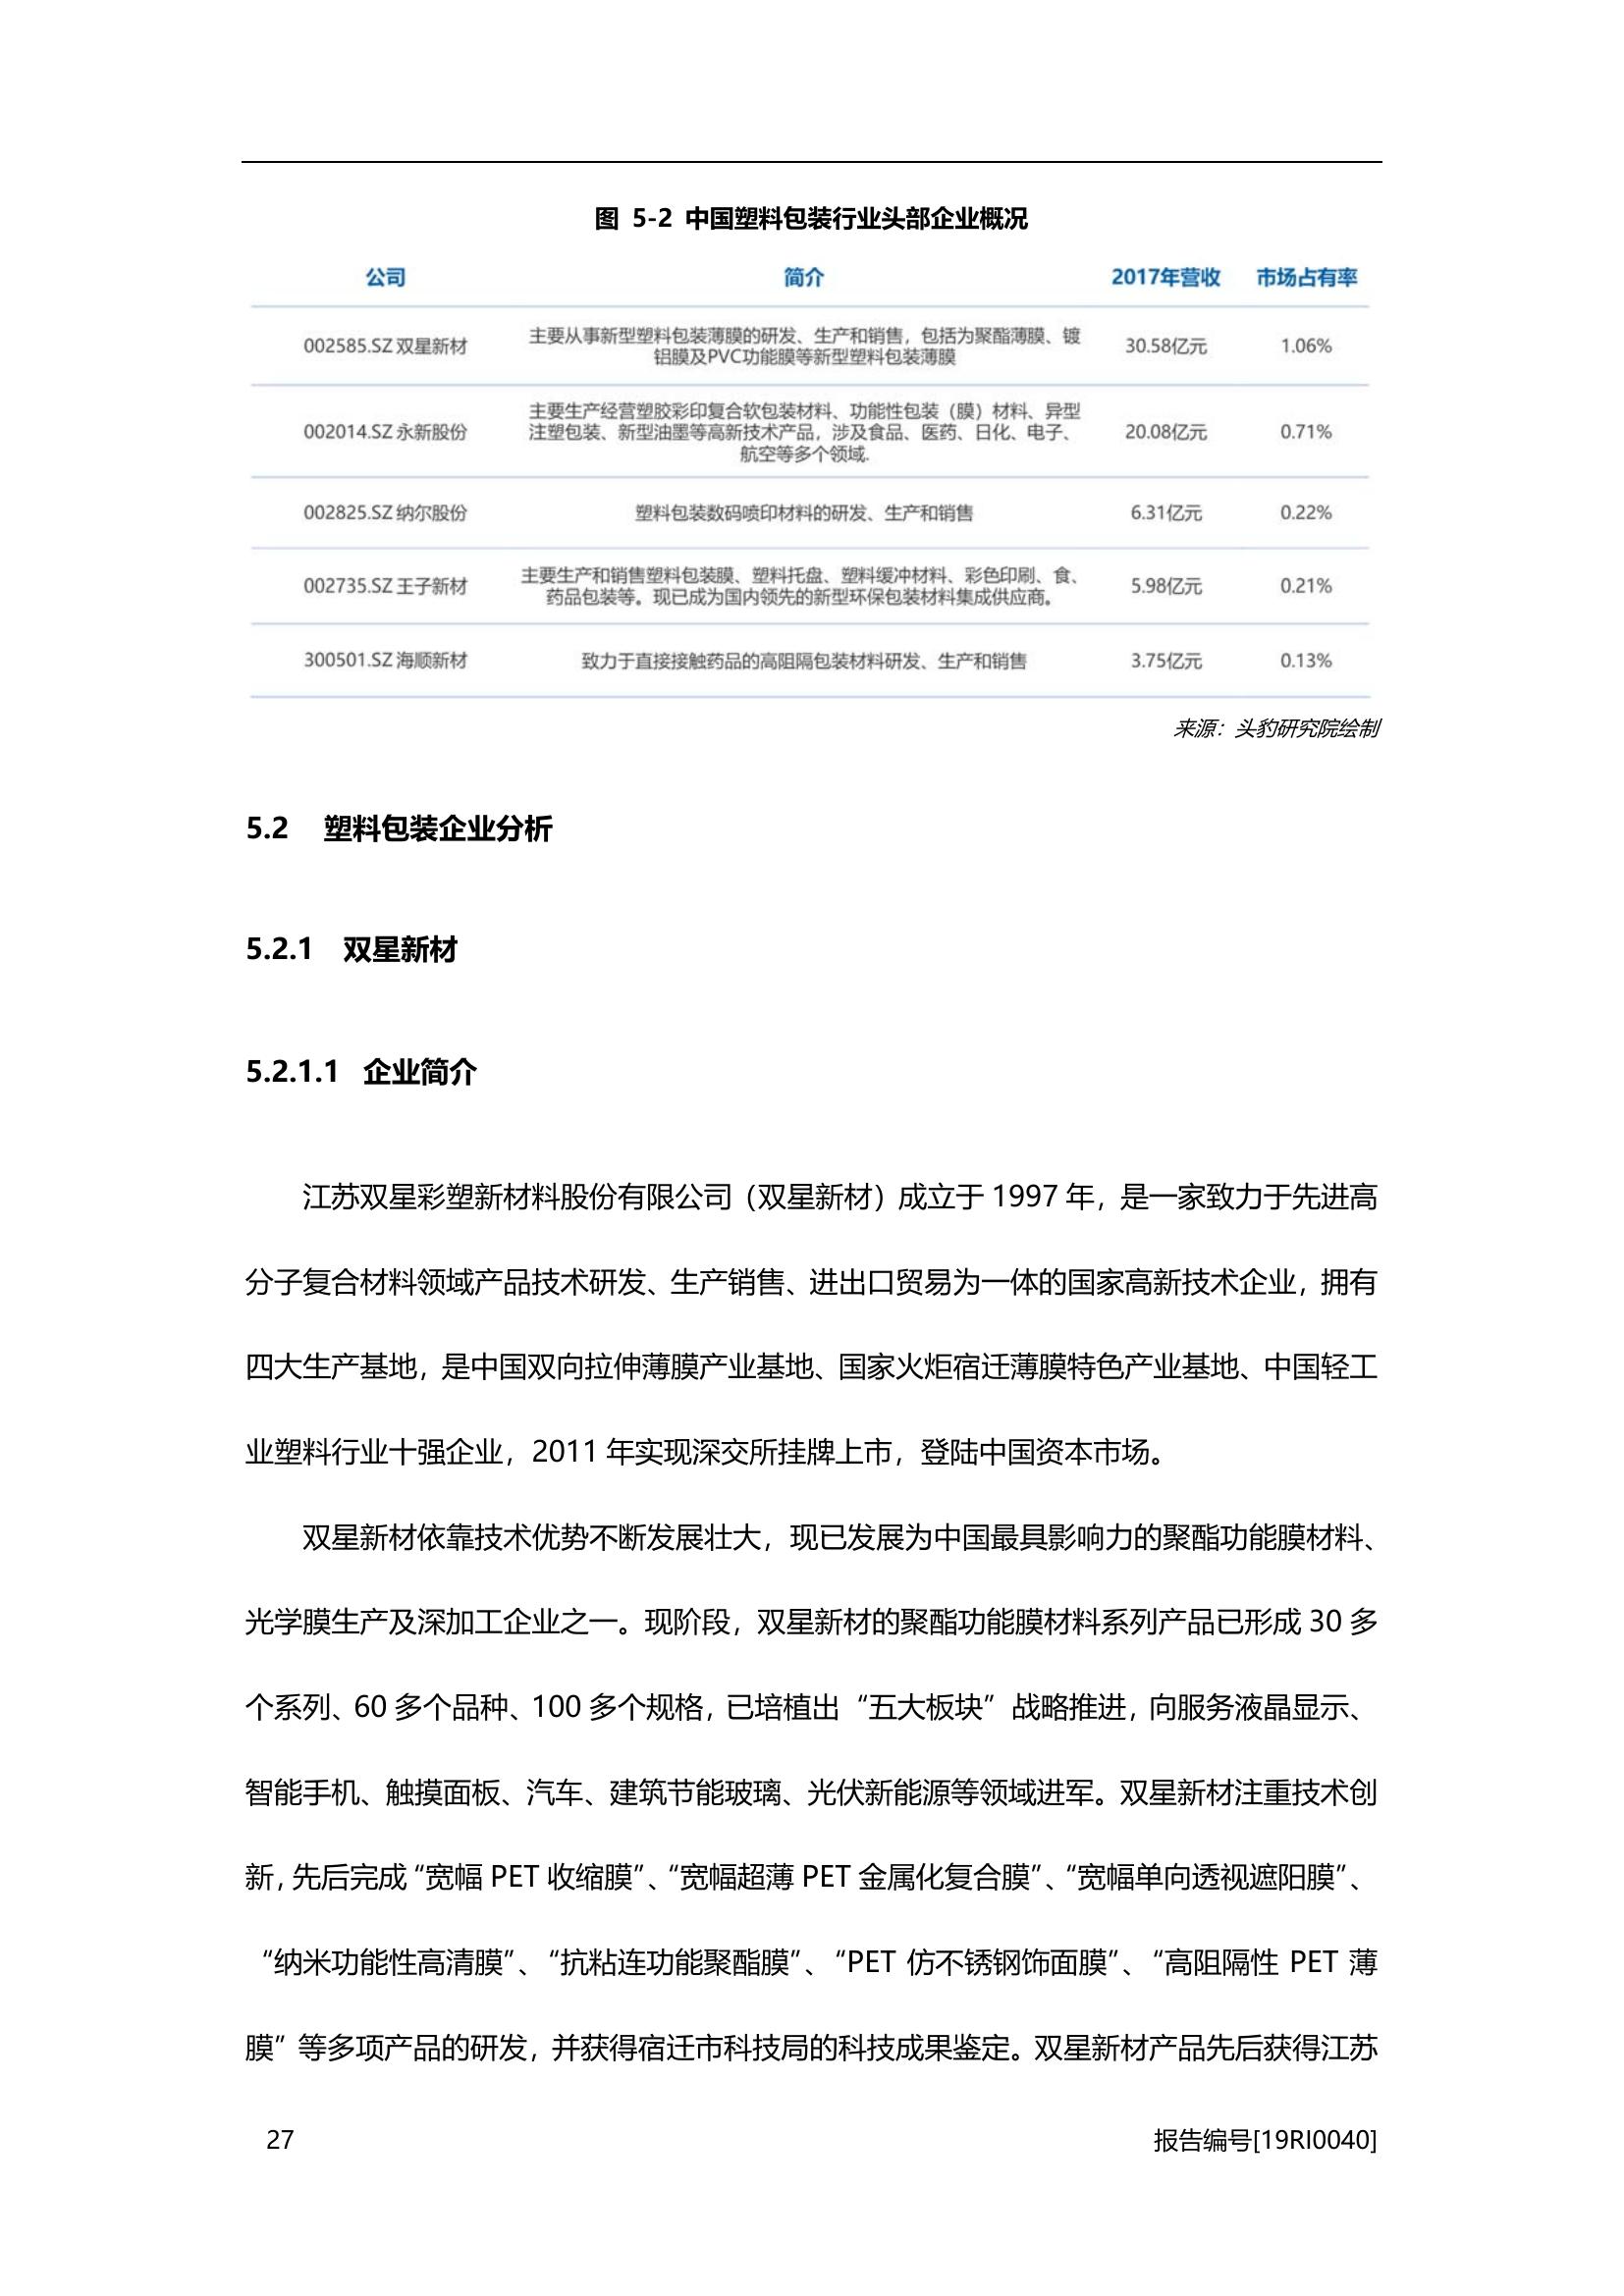 图 5-2 中国塑料包装行业头部企业概况
公司 简介 2017年营收 市场占有率
002585.SZ 双星新材 主要从事新型塑料包装薄膜的研发、生产和销售，包括为聚酯薄膜、镀
铝膜及PVC功能膜等新型塑料包装薄膜 30.58亿元 1.06%
002014.SZ 永新股份 主要生产经营塑胶彩印复合软包装材料、功能性包装（膜）材料、异型
注塑包装、新型油墨等高新技术产品，涉及食品、医药、日化、电子、
航空等多个领域. 20.08亿元 0.71%
002825.SZ 纳尔股份 塑料包装数码喷印材料的研发、生产和销售 6.31亿元 0.22%
002735.SZ 王子新材 主要生产和销售塑料包装膜、塑料托盘、塑料缓冲材料、彩色印刷、食、
药品包装等。现已成为国内领先的新型环保包装材料集成供应商。 5.98亿元 0.21%
300501.SZ 海顺新材 致力于直接接触药品的高阻隔包装材料研发、生产和销售 3.75亿元 0.13%
来源：头豹研究院绘制
5.2 塑料包装企业分析
5.2.1 双星新材
5.2.1.1 企业简介
江苏双星彩塑新材料股份有限公司（双星新材）成立于 1997 年，是一家致力于先进高
分子复合材料领域产品技术研发、生产销售、进出口贸易为一体的国家高新技术企业，拥有
四大生产基地，是中国双向拉伸薄膜产业基地、国家火炬宿迁薄膜特色产业基地、中国轻工
业塑料行业十强企业，2011 年实现深交所挂牌上市，登陆中国资本市场。
双星新材依靠技术优势不断发展壮大，现已发展为中国最具影响力的聚酯功能膜材料、
光学膜生产及深加工企业之一。现阶段，双星新材的聚酯功能膜材料系列产品已形成 30 多
个系列、60 多个品种、100 多个规格，已培植出“五大板块”战略推进，向服务液晶显示、
智能手机、触摸面板、汽车、建筑节能玻璃、光伏新能源等领域进军。双星新材注重技术创
新，先后完成“宽幅 PET 收缩膜”、“宽幅超薄 PET 金属化复合膜”、“宽幅单向透视遮阳膜”、
“纳米功能性高清膜”、“抗粘连功能聚酯膜”、“PET 仿不锈钢饰面膜”、“高阻隔性 PET 薄
膜”等多项产品的研发，并获得宿迁市科技局的科技成果鉴定。双星新材产品先后获得江苏
27 报告编号[19RI0040]